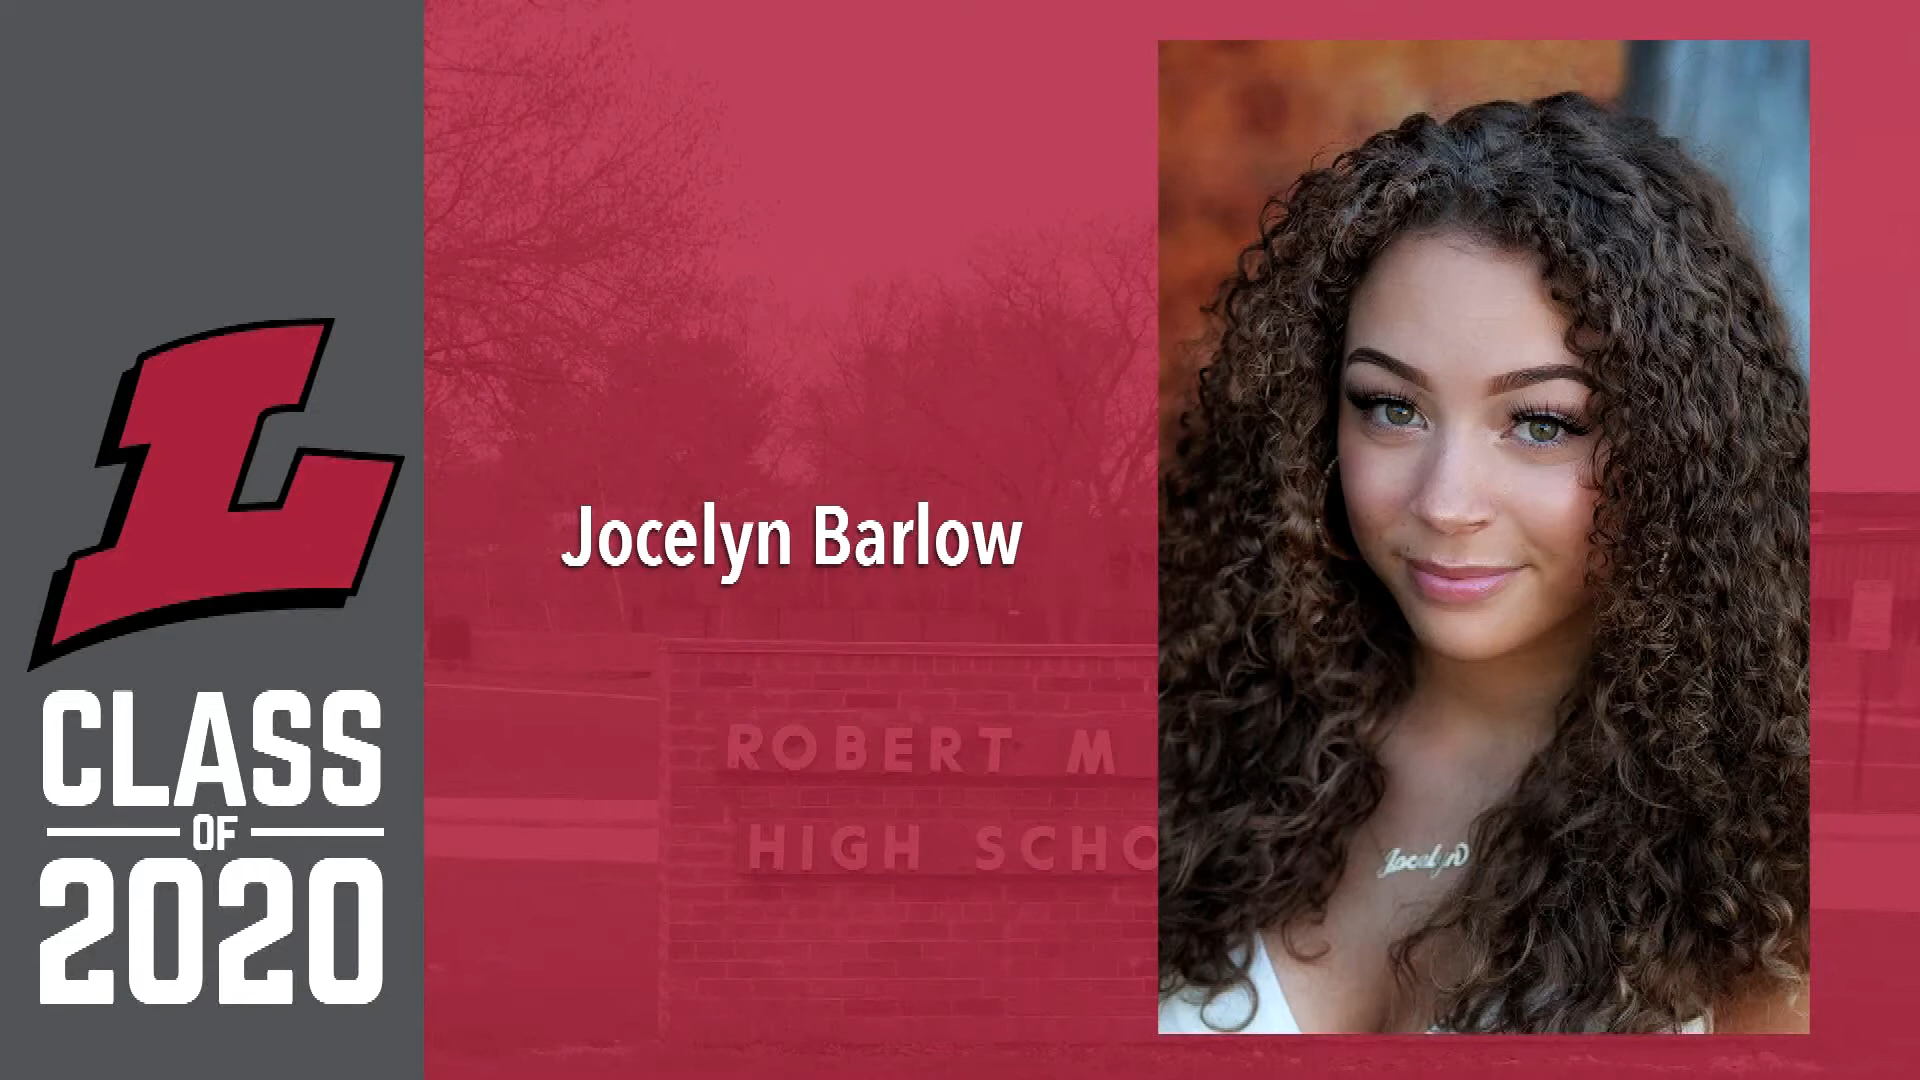 L
CLASS
OF
2020
Jocelyn Barlow
ROBERT M
HIGH SCHO
Jocelyn